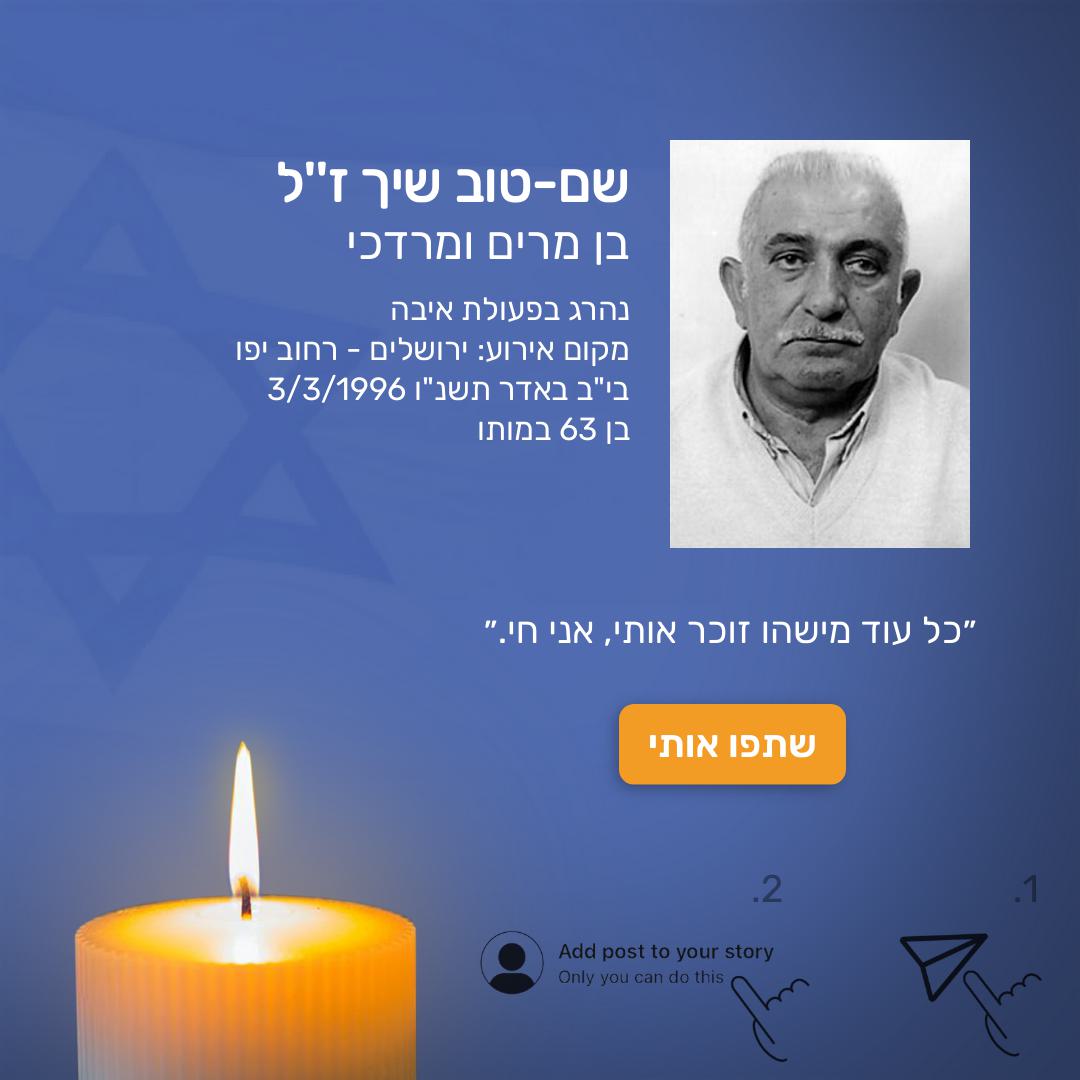 שם-טוב שיך ז"ל
בן מרים ומרדכי
נהרג בפעולת איבה
מקום אירוע: ירושלים - רחוב יפו
בי"ב באדר תשנ"ו 3/3/1996
בן 63 במותו
״כל עוד מישהו זוכר אותי, אני חי.״
שתפו אותי
1.
2.
Add post to your story
Only you can do this